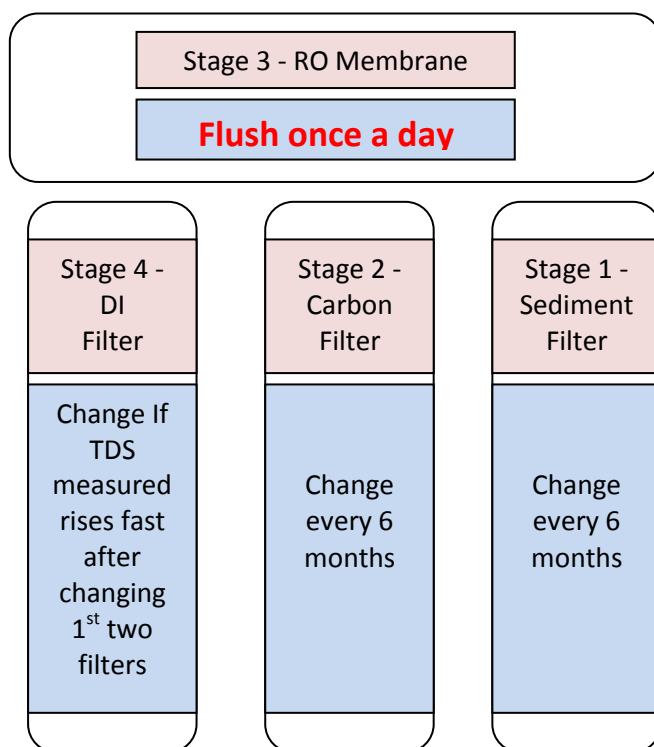 Stage 3 - RO Membrane
Flush once a day
Stage 4 -
DI
Filter
Change If
TDS
measured
rises fast
after
changing
1st two
filters
Stage 2 -
Carbon
Filter
Change
every 6
months
Stage 1 -
Sediment
Filter
Change
every 6
months